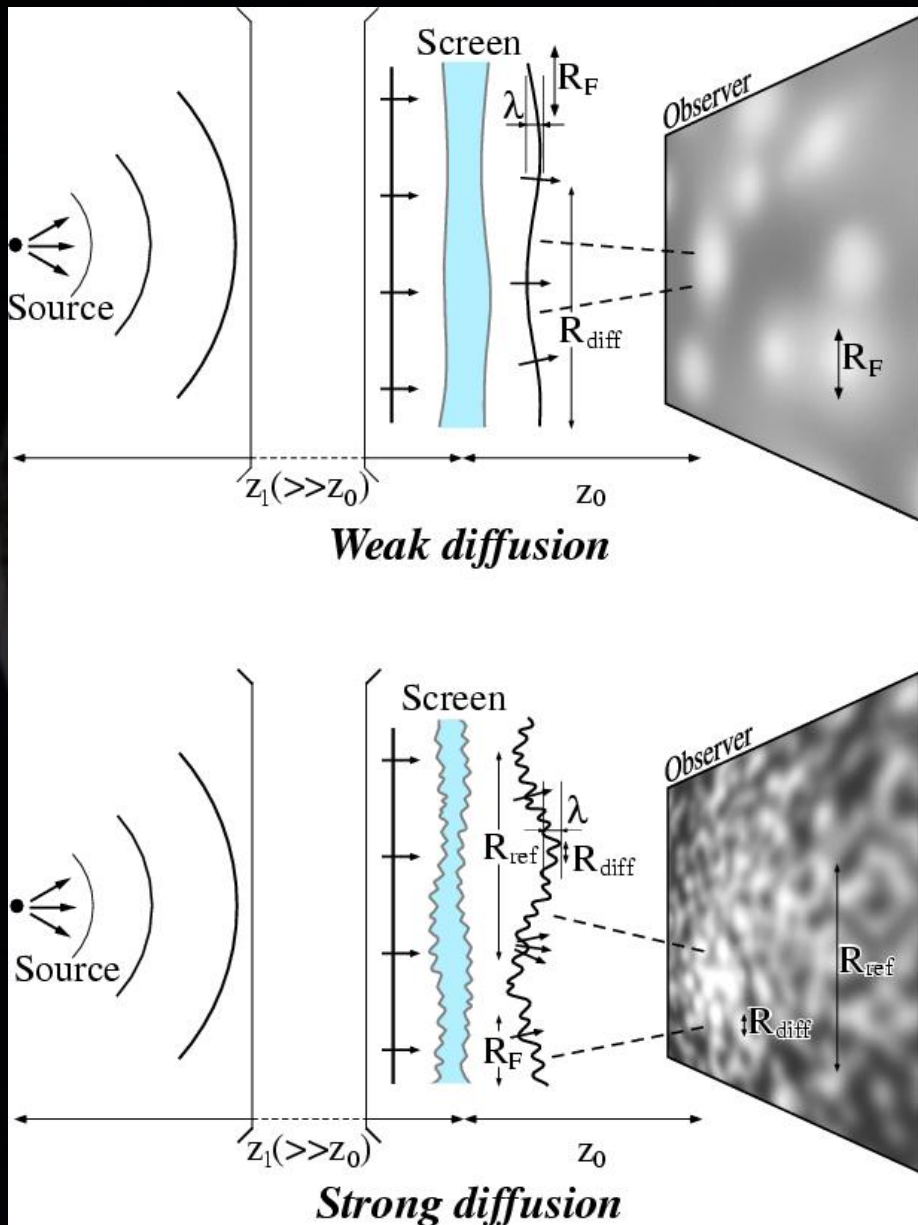 Screen
R_F
λ
Observer
Source
R_diff
R_F
z_1(>>z_0)
z_0
Weak diffusion
Screen
Observer
λ
R_ref
R_diff
Source
R_ref
R_diff
R_F
z_1(>>z_0)
z_0
Strong diffusion